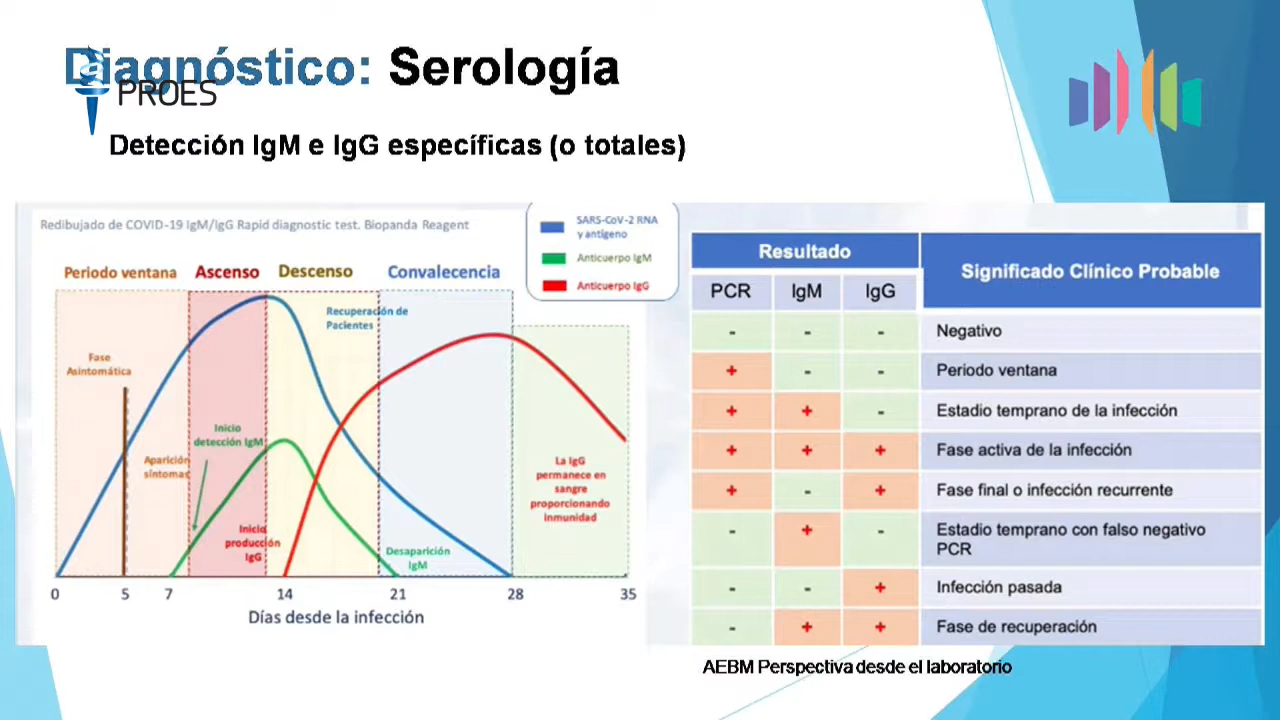 Diagnóstico: Serología
PROES
Detección IgM e IgG específicas (o totales)
Redibujado de COVID-19 IgM/IgG Rapid diagnostic test. Biopanda Reagent
SARS-CoV-2 RNA
y antígeno
Anticuerpo IgM
Anticuerpo IgG
Periodo ventana Ascenso Descenso Convalecencia
Recuperación de
Pacientes
Fase
Asintomática
Inicio
detección IgM
Aparición
síntomas
Inicio
producción
IgG
Desaparición
IgM
La IgG
permanece en
sangre
proporcionando
inmunidad
0 5 7 14 21 28 35
Días desde la infección
Resultado Significado Clínico Probable
PCR IgM IgG
- - - Negativo
+ - - Periodo ventana
+ + - Estadio temprano de la infección
+ + + Fase activa de la infección
+ - + Fase final o infección recurrente
- + - Estadio temprano con falso negativo
PCR
- - + Infección pasada
- + + Fase de recuperación
AEBM Perspectiva desde el laboratorio